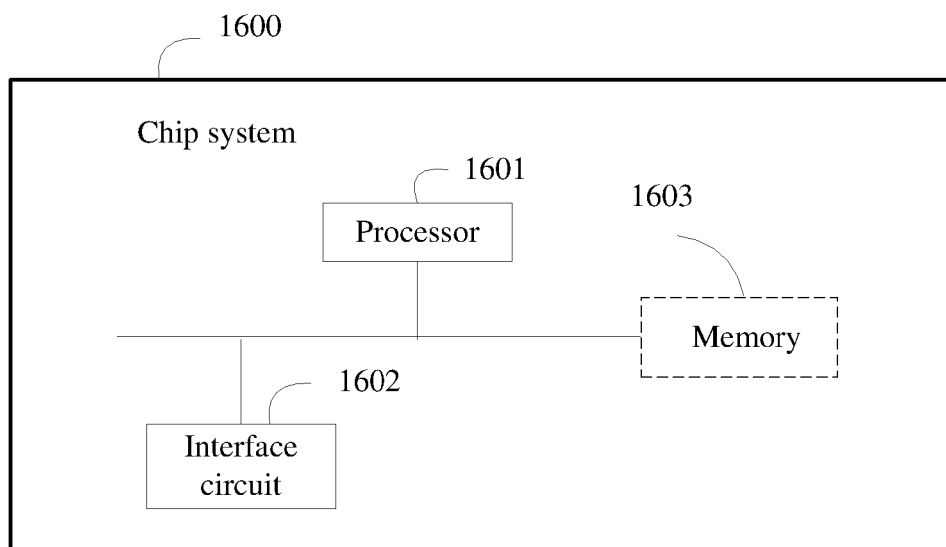 1600
Chip system
1601
Processor
1603
Memory
1602
Interface
circuit